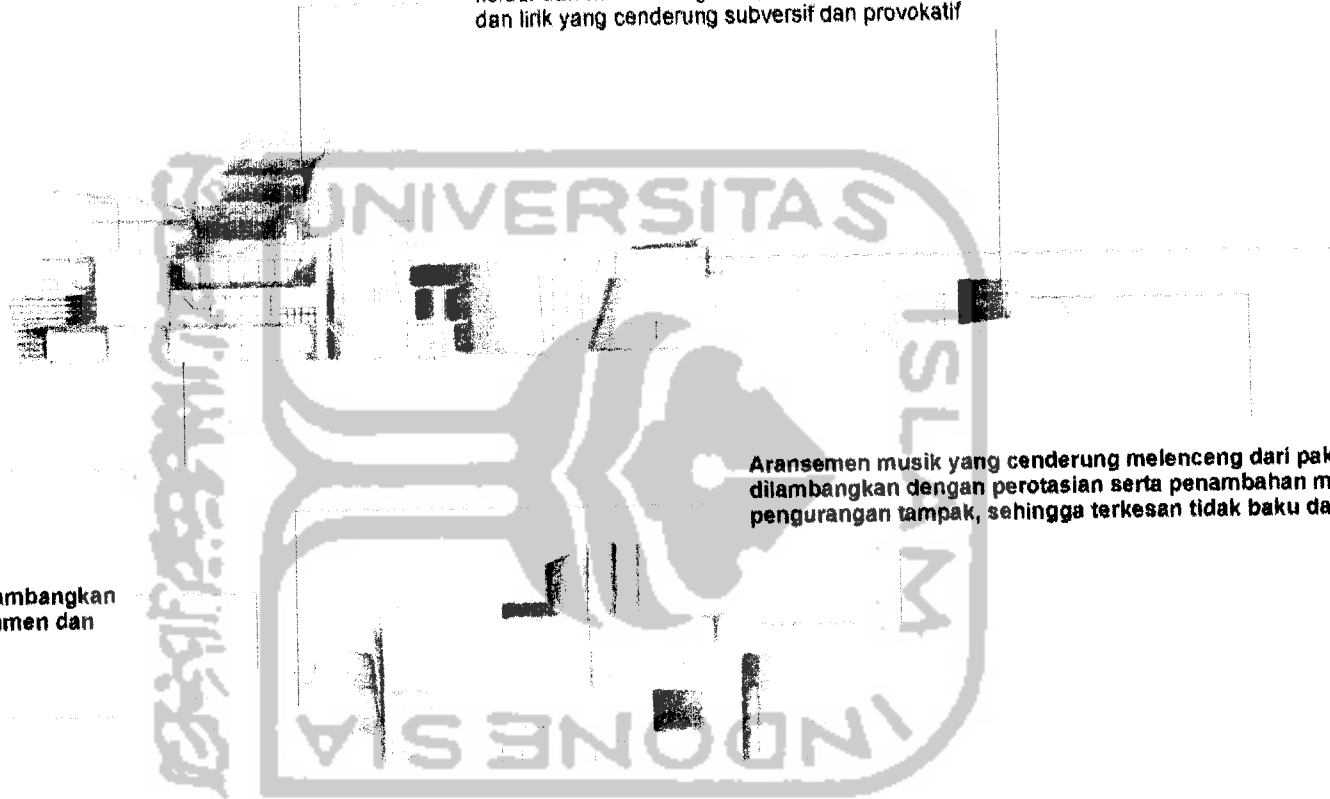 dan lirik yang cenderung subversif dan provokatif
UNIVERSITAS
ISLAM
INDONESIA
Aransemen musik yang cenderung melenceng dari pak
dilambangkan dengan perotasian serta penambahan m
pengurangan tampak, sehingga terkesan tidak baku da
ambangkan
men dan